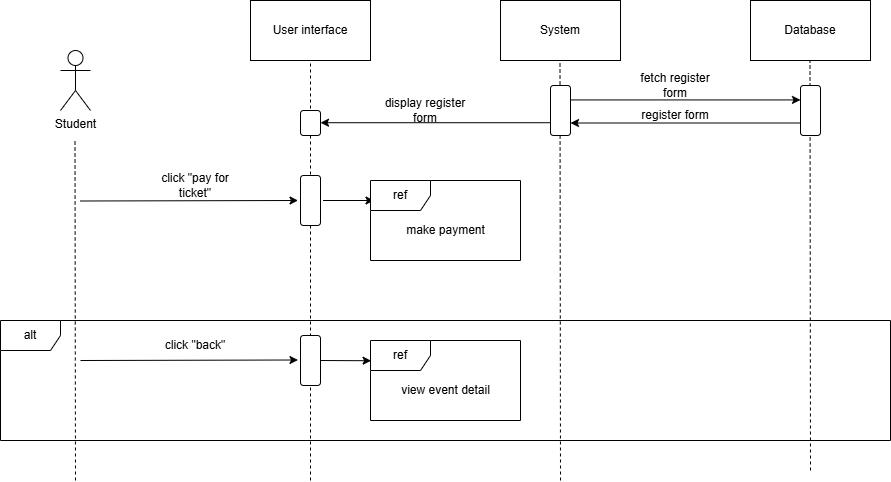 User interface
System
Database
Student
fetch register
form
display register
form
register form
click "pay for
ticket"
ref
make payment
alt
click "back"
ref
view event detail